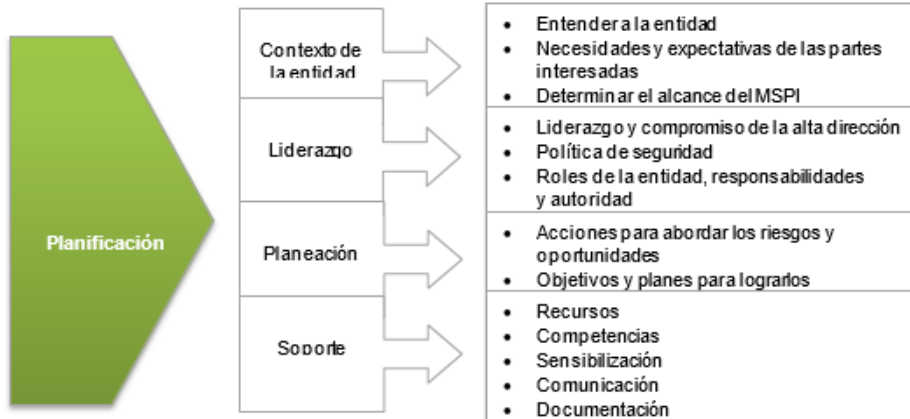 Planificación
Contexto de
la entidad
• Entender a la entidad
• Necesidades y expectativas de las partes
interesadas
• Determinar el alcance del MSPI
Liderazgo
• Liderazgo y compromiso de la alta dirección
• Política de seguridad
• Roles de la entidad, responsabilidades
y autoridad
Planeación
• Acciones para abordar los riesgos y
oportunidades
• Objetivos y planes para lograrlos
Soporte
• Recursos
• Competencias
• Sensibilización
• Comunicación
• Documentación